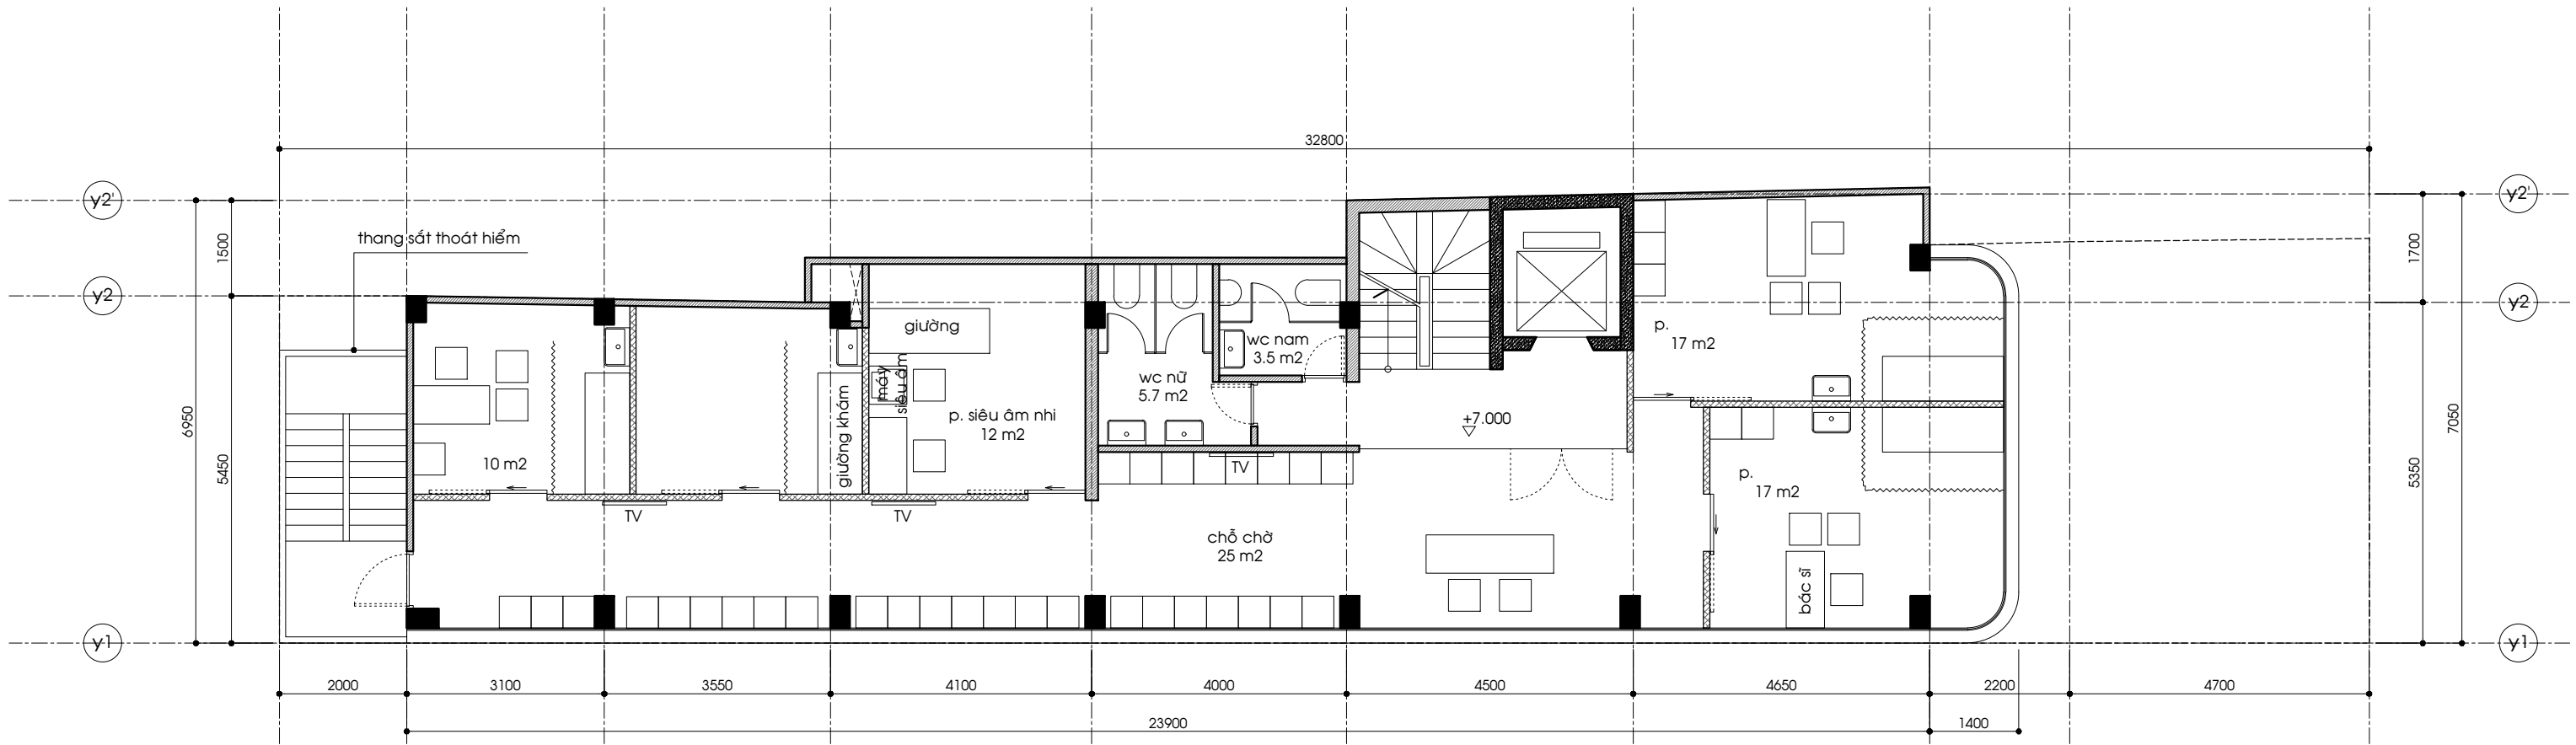 32800
y2'
y2'
thang sắt thoát hiểm
1500
1700
y2
y2
giường
p.
17 m2
wc nam
3.5 m2
máy
siêu âm
giường khám
wc nữ
5.7 m2
p. siêu âm nhi
12 m2
+7.000
6950
5450
5350
7050
10 m2
TV
p.
17 m2
TV
TV
chỗ chờ
25 m2
bác sĩ
y1
y1
2000
3100
3550
4100
4000
4500
4650
2200
4700
23900
1400